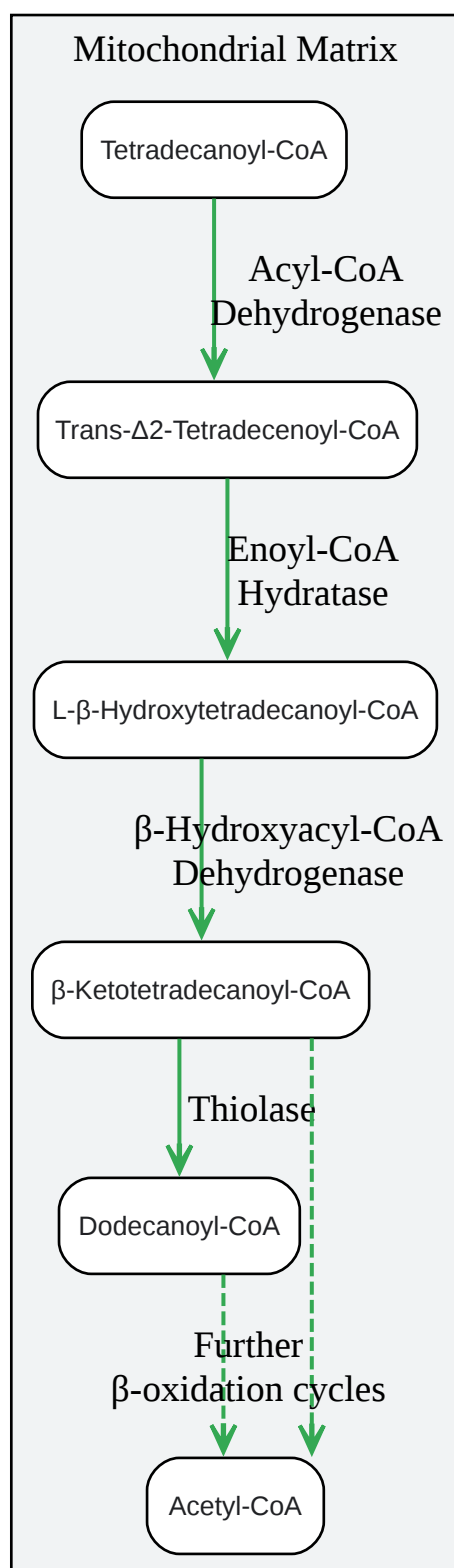 Mitochondrial Matrix
Tetradecanoyl-CoA
Acyl-CoA
Dehydrogenase
Trans-Δ2-Tetradecenoyl-CoA
Enoyl-CoA
Hydratase
L-β-Hydroxytetradecanoyl-CoA
β-Hydroxyacyl-CoA
Dehydrogenase
β-Ketotetradecanoyl-CoA
Thiolase
Dodecanoyl-CoA
Further
β-oxidation cycles
Acetyl-CoA